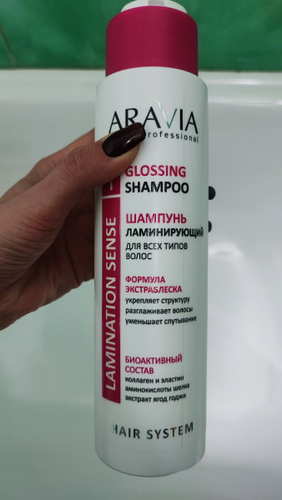 ARAVIA
professional
GLOSSING
SHAMPOO
ШАМПУНЬ
ЛАМИНИРУЮЩИЙ
ДЛЯ ВСЕХ ТИПОВ
ВОЛОС
ФОРМУЛА
ЭКСТРАБЛЕСКА
укрепляет структуру
разглаживает волосы
уменьшает спутывание
БИОАКТИВНЫЙ
СОСТАВ
коллаген и эластин
аминокислоты шелка
экстракт ягод годжи
LAMINATION SENSE
HAIR SYSTEM